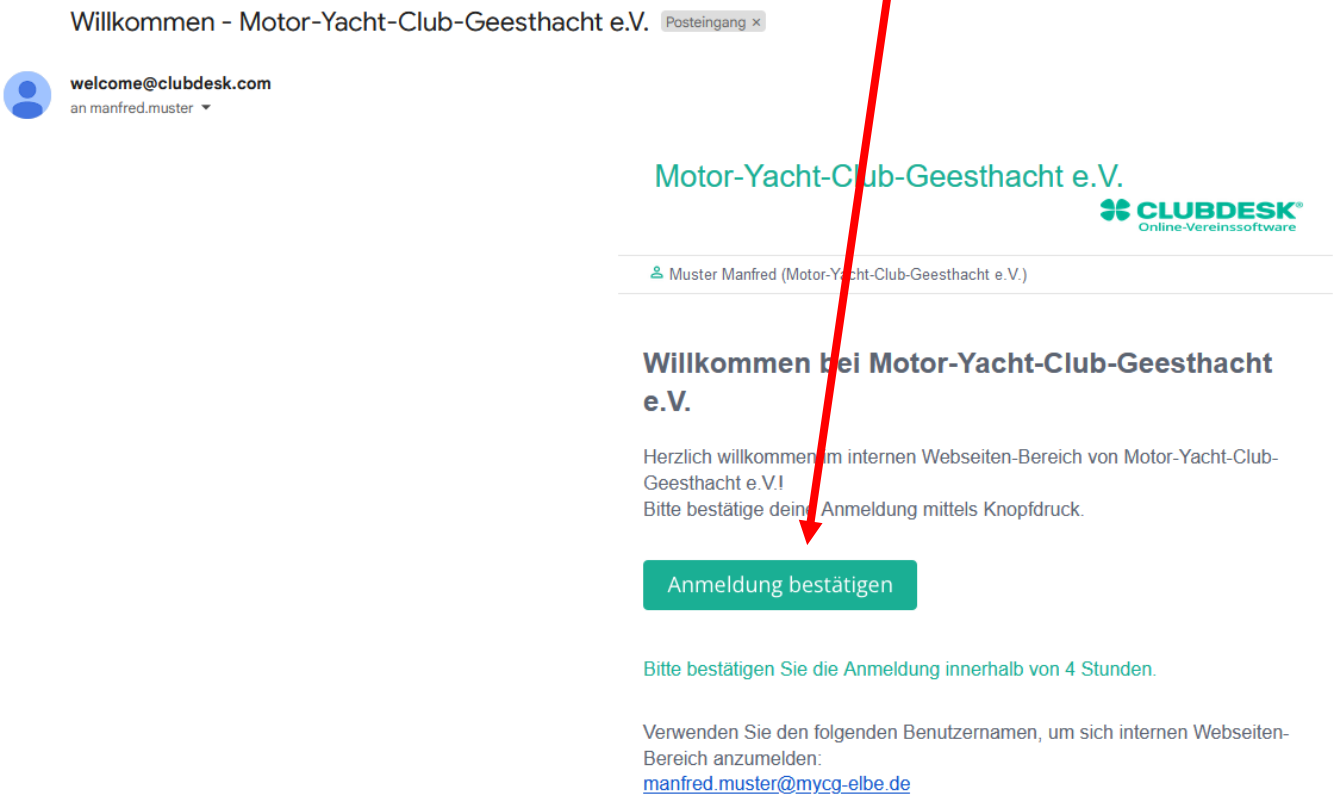 Willkommen - Motor-Yacht-Club-Geesthacht e.V. Posteingang ×
welcome@clubdesk.com
an manfred.muster
Motor-Yacht-Club-Geesthacht e.V.
CLUBDESK®
Online-Vereinssoftware
Muster Manfred (Motor-Yacht-Club-Geesthacht e.V.)
Willkommen bei Motor-Yacht-Club-Geesthacht
e.V.
Herzlich willkommen im internen Webseiten-Bereich von Motor-Yacht-Club-
Geesthacht e.V.!
Bitte bestätige deine Anmeldung mittels Knopfdruck.
Anmeldung bestätigen
Bitte bestätigen Sie die Anmeldung innerhalb von 4 Stunden.
Verwenden Sie den folgenden Benutzernamen, um sich internen Webseiten-
Bereich anzumelden:
manfred.muster@mycg-elbe.de